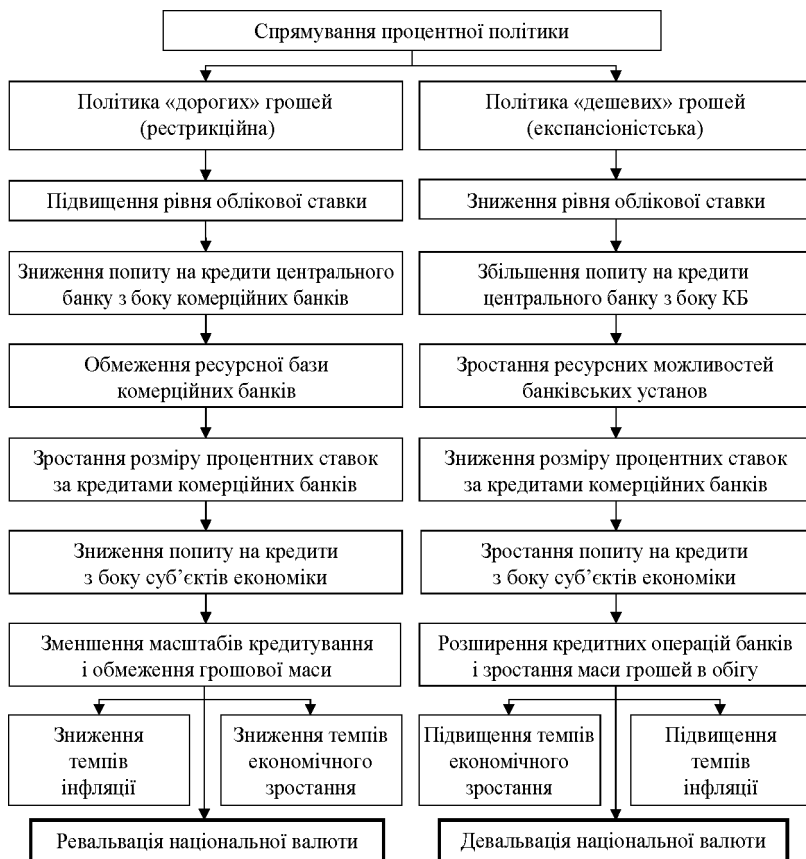 Спрямування процентної політики
Політика «дорогих» грошей
(рестрикційна)
Політика «дешевих» грошей
(експансіоністська)
Підвищення рівня облікової ставки
Зниження рівня облікової ставки
Зниження попиту на кредити центрального
банку з боку комерційних банків
Збільшення попиту на кредити
центрального банку з боку КБ
Обмеження ресурсної бази
комерційних банків
Зростання ресурсних можливостей
банківських установ
Зростання розміру процентних ставок
за кредитами комерційних банків
Зниження розміру процентних ставок
за кредитами комерційних банків
Зниження попиту на кредити
з боку суб’єктів економіки
Зростання попиту на кредити
з боку суб’єктів економіки
Зменшення масштабів кредитування
і обмеження грошової маси
Розширення кредитних операцій банків
і зростання маси грошей в обігу
Зниження
темпів
інфляції
Зниження темпів
економічного
зростання
Підвищення темпів
економічного
зростання
Підвищення
темпів
інфляції
Ревальвація національної валюти
Девальвація національної валюти